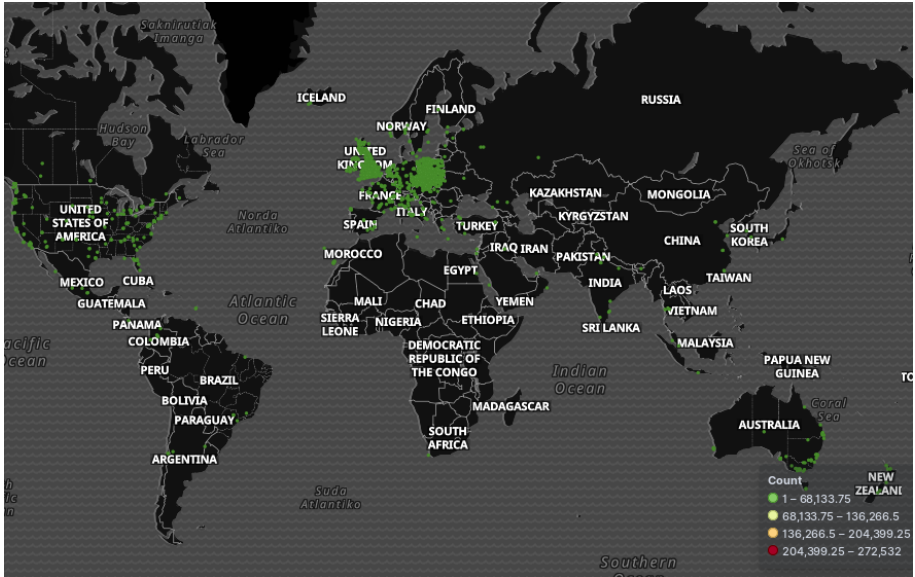 Saknirutiak
Imanga
ICELAND
FINLAND
RUSSIA
NORWAY
Hudson
Bay
Labrador
Sea
Sea of
Okhotsk
UNITED
KINGDOM
FRANCE
KAZAKHSTAN
MONGOLIA
UNITED
STATES OF
AMERICA
Norda
Atlantiko
ITALY
SPAIN
TURKEY
KYRGYZSTAN
SOUTH
KOREA
CHINA
MOROCCO
IRAQ
IRAN
PAKISTAN
EGYPT
INDIA
TAIWAN
MEXICO
CUBA
LAOS
GUATEMALA
Atlantic
Ocean
MALI
CHAD
YEMEN
VIETNAM
PANAMA
SIERRA
LEONE
NIGERIA
ETHIOPIA
SRI LANKA
COLOMBIA
acific
cean
MALAYSIA
DEMOCRATIC
REPUBLIC OF
THE CONGO
PAPUA NEW
GUINEA
PERU
BRAZIL
Indian
Ocean
TO
BOLIVIA
MADAGASCAR
Coral
Sea
PARAGUAY
AUSTRALIA
SOUTH
AFRICA
ARGENTINA
NEW
ZEALAND
Suda
Atlantiko
Southern
Ocean
Count
1 – 68,133.75
68,133.75 – 136,266.5
136,266.5 – 204,399.25
204,399.25 – 272,532